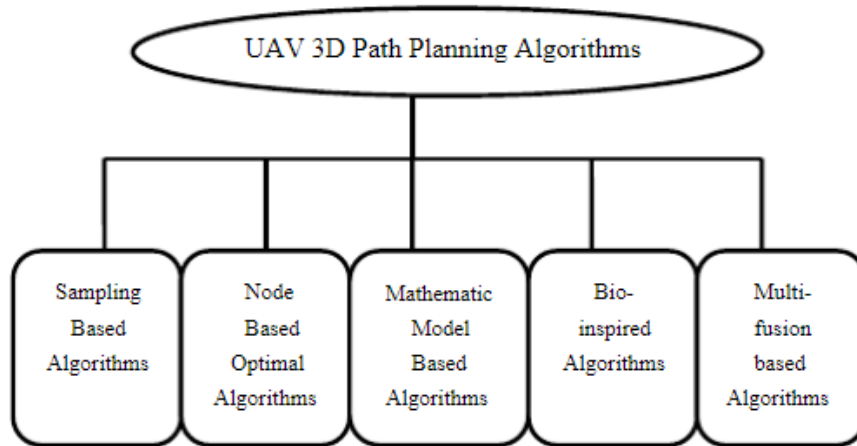 UAV 3D Path Planning Algorithms
Sampling
Based
Algorithms
Node
Based
Optimal
Algorithms
Mathematic
Model
Based
Algorithms
Bio-
inspired
Algorithms
Multi-
fusion
based
Algorithms